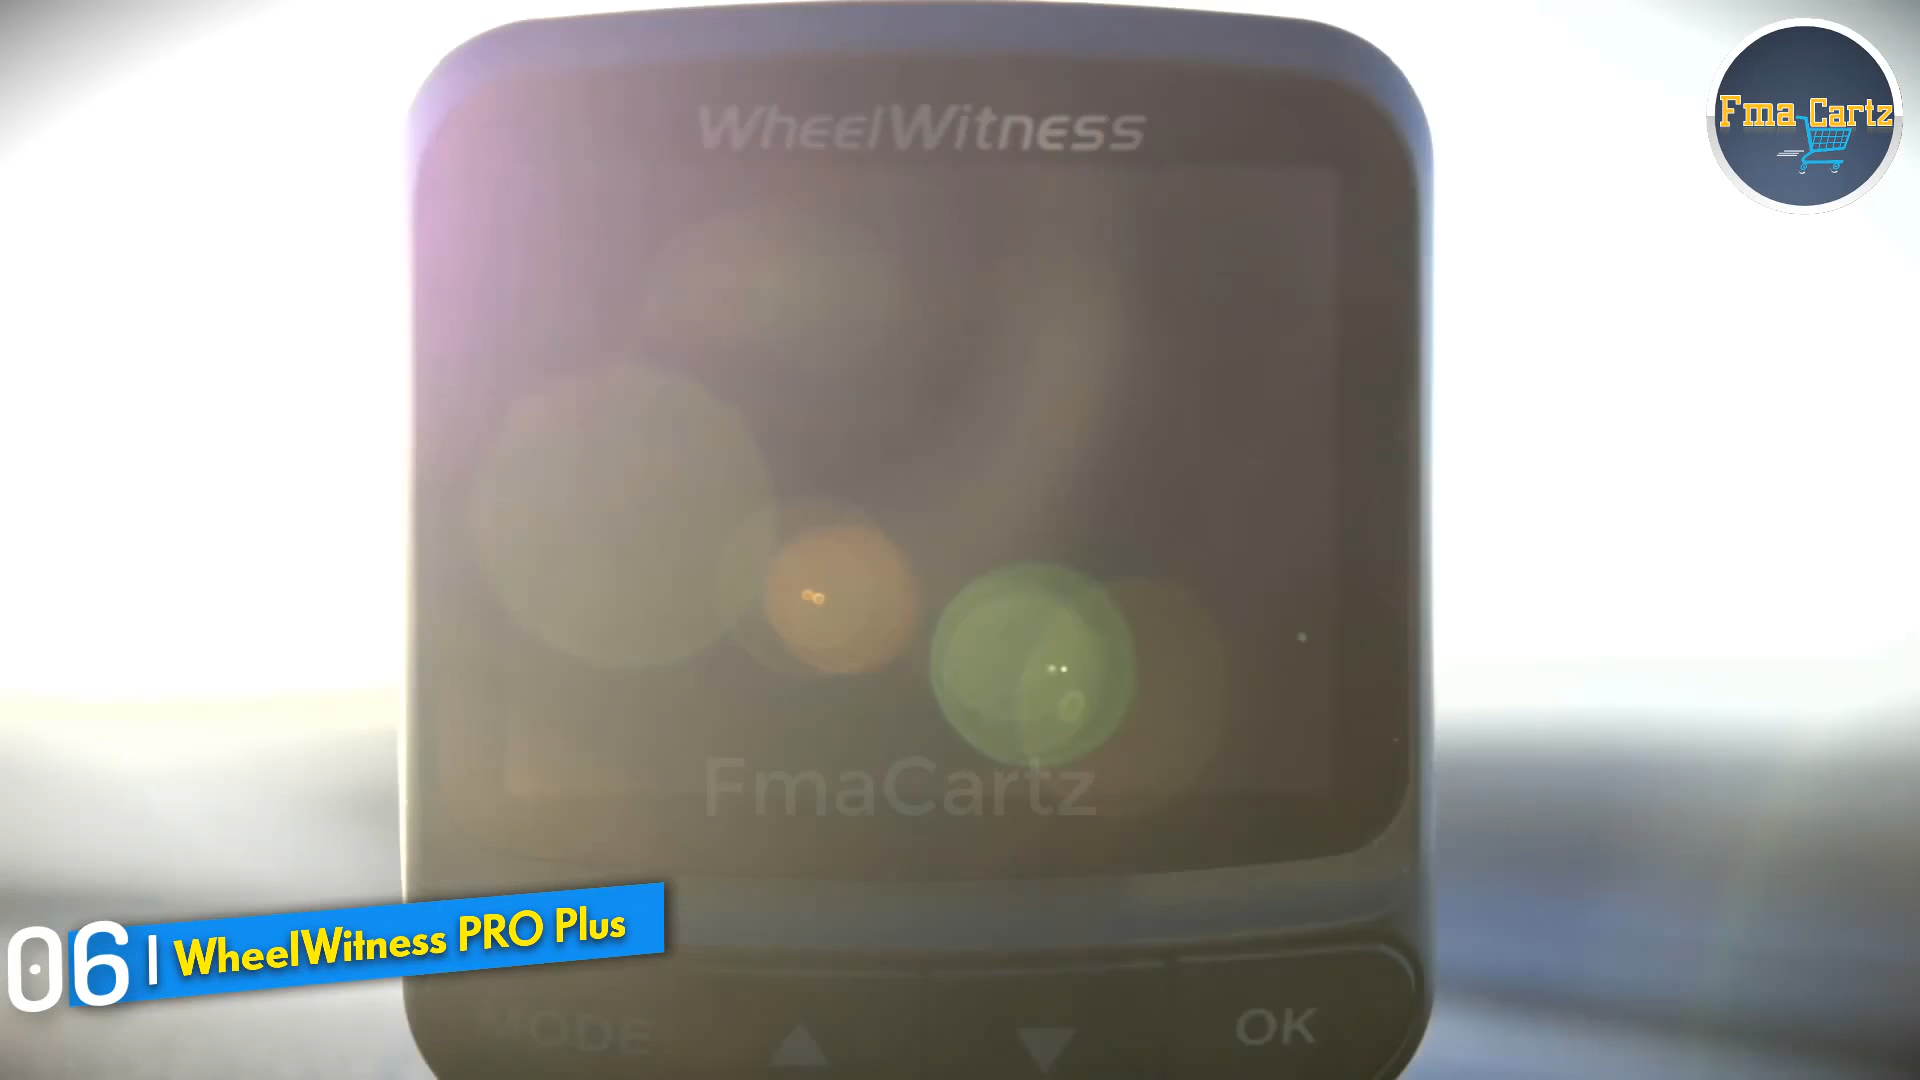 WheelWitness
Fma Cartz
FmaCartz
06 | WheelWitness PRO Plus
MODE
OK